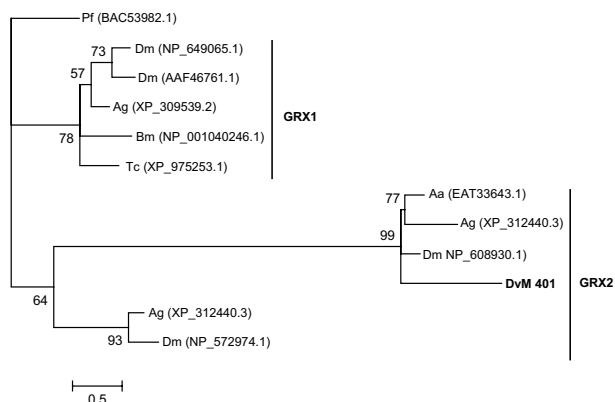 Pf (BAC53982.1)
Dm (NP_649065.1)
73
Dm (AAF46761.1)
57
Ag (XP_309539.2)
GRX1
Bm (NP_001040246.1)
78
Tc (XP_975253.1)
Aa (EAT33643.1)
77
Ag (XP_312440.3)
99
Dm NP_608930.1)
DvM 401
GRX2
64
Ag (XP_312440.3)
93
Dm (NP_572974.1)
0.5